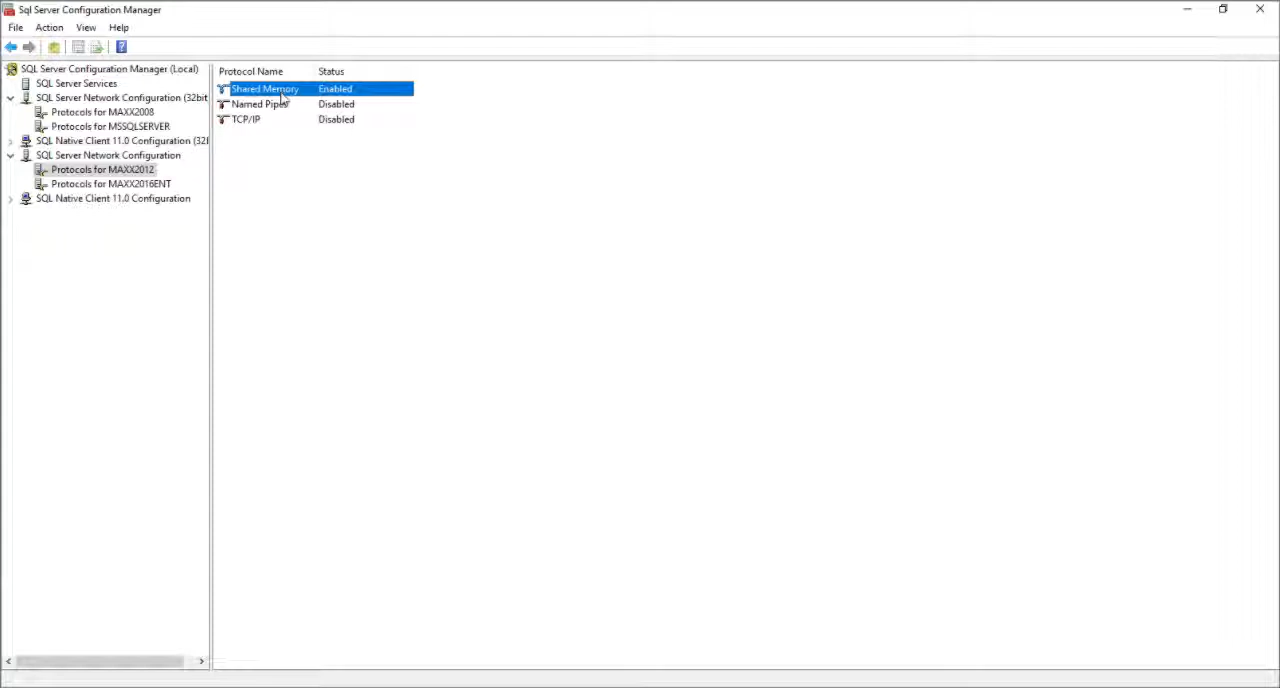 Sql Server Configuration Manager
File Action View Help
SQL Server Configuration Manager (Local)
SQL Server Services
SQL Server Network Configuration (32bit
Protocols for MAXX2008
Protocols for MSSQLSERVER
SQL Native Client 11.0 Configuration (32
SQL Server Network Configuration
Protocols for MAXX2012
Protocols for MAXX2016ENT
SQL Native Client 11.0 Configuration
Protocol Name Status
Shared Memory Enabled
Named Pipes Disabled
TCP/IP Disabled